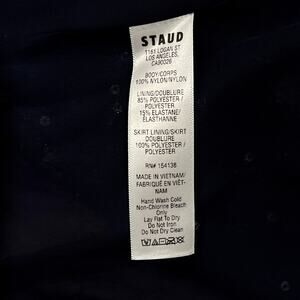 STAUD
1161 LOGAN ST
LOS ANGELES,
CA90026
BODY/CORPS
100% NYLON/NYLON
LINING/DOUBLURE
85% POLYESTER /
POLYESTER
15% ELASTANE/
ÉLASTHANNE
SKIRT LINING/SKIRT
DOUBLURE
100% POLYESTER /
POLYESTER
RN# 154138
MADE IN VIETNAM/
FABRIQUÉ EN VIÊT-
NAM
Hand Wash Cold
Non-Chlorine Bleach
Only
Lay Flat To Dry
Do Not Iron
Do Not Dry Clean